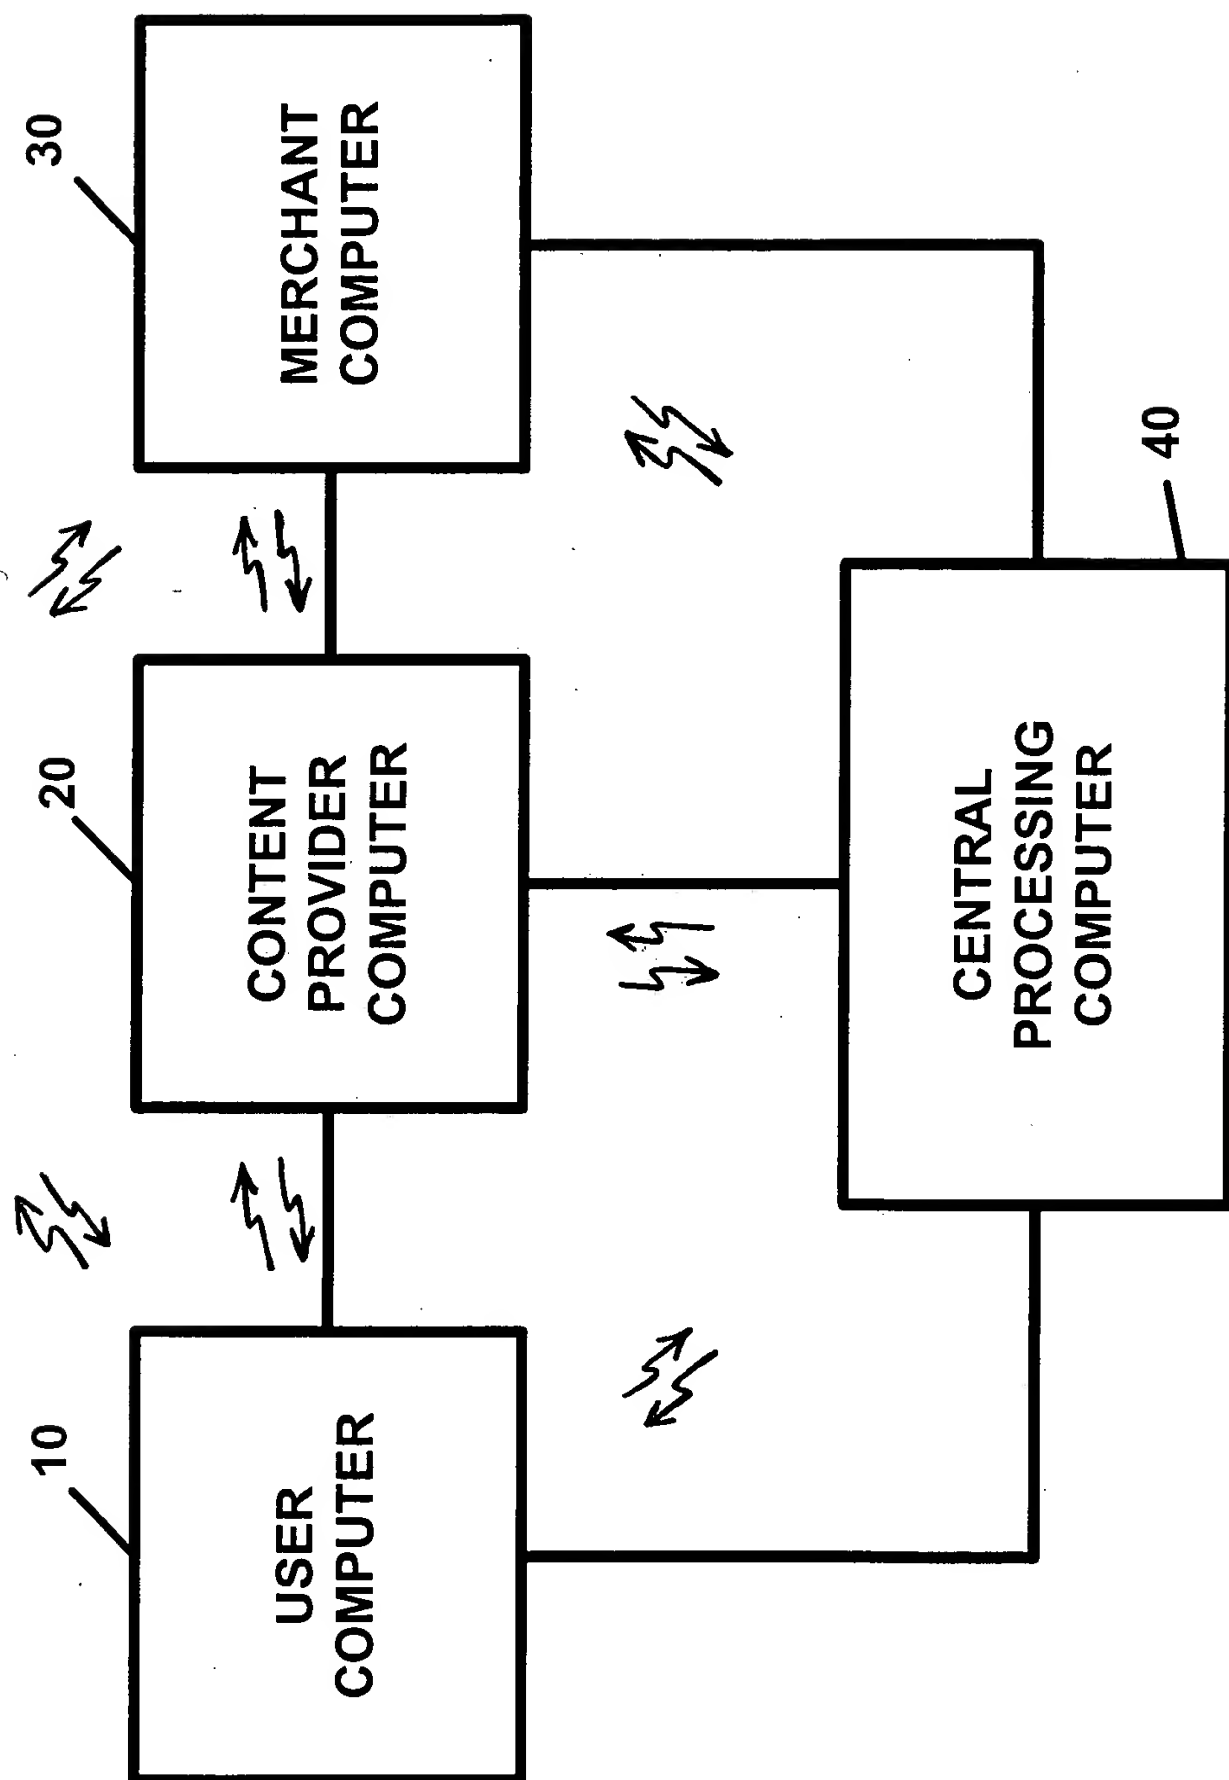 10
USER
COMPUTER
20
CONTENT
PROVIDER
COMPUTER
30
MERCHANT
COMPUTER
40
CENTRAL
PROCESSING
COMPUTER